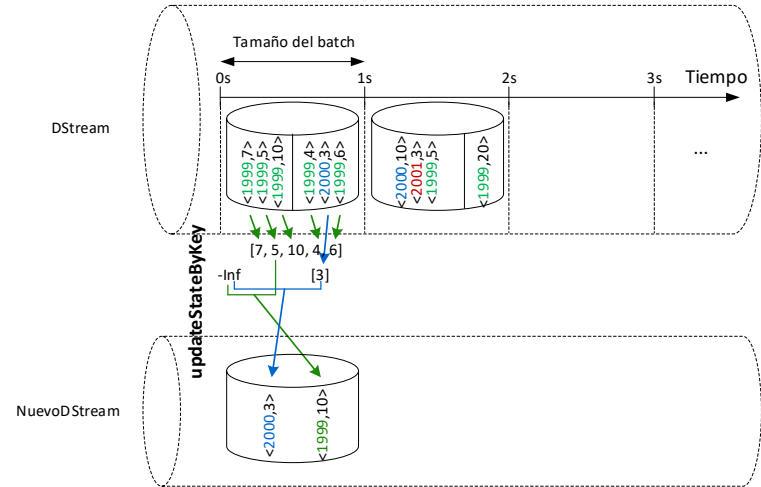 Tamaño del batch
0s
1s
2s
3s
Tiempo
DStream
<1999,7>
<1999,5>
<1999,10>
<1999,4>
<2000,3>
<1999,6>
<2000,10>
<2001,3>
<1999,5>
<1999,20>
...
updateStateByKey
[7, 5, 10, 4, 6]
-Inf
[3]
NuevoDStream
<2000,3>
<1999,10>